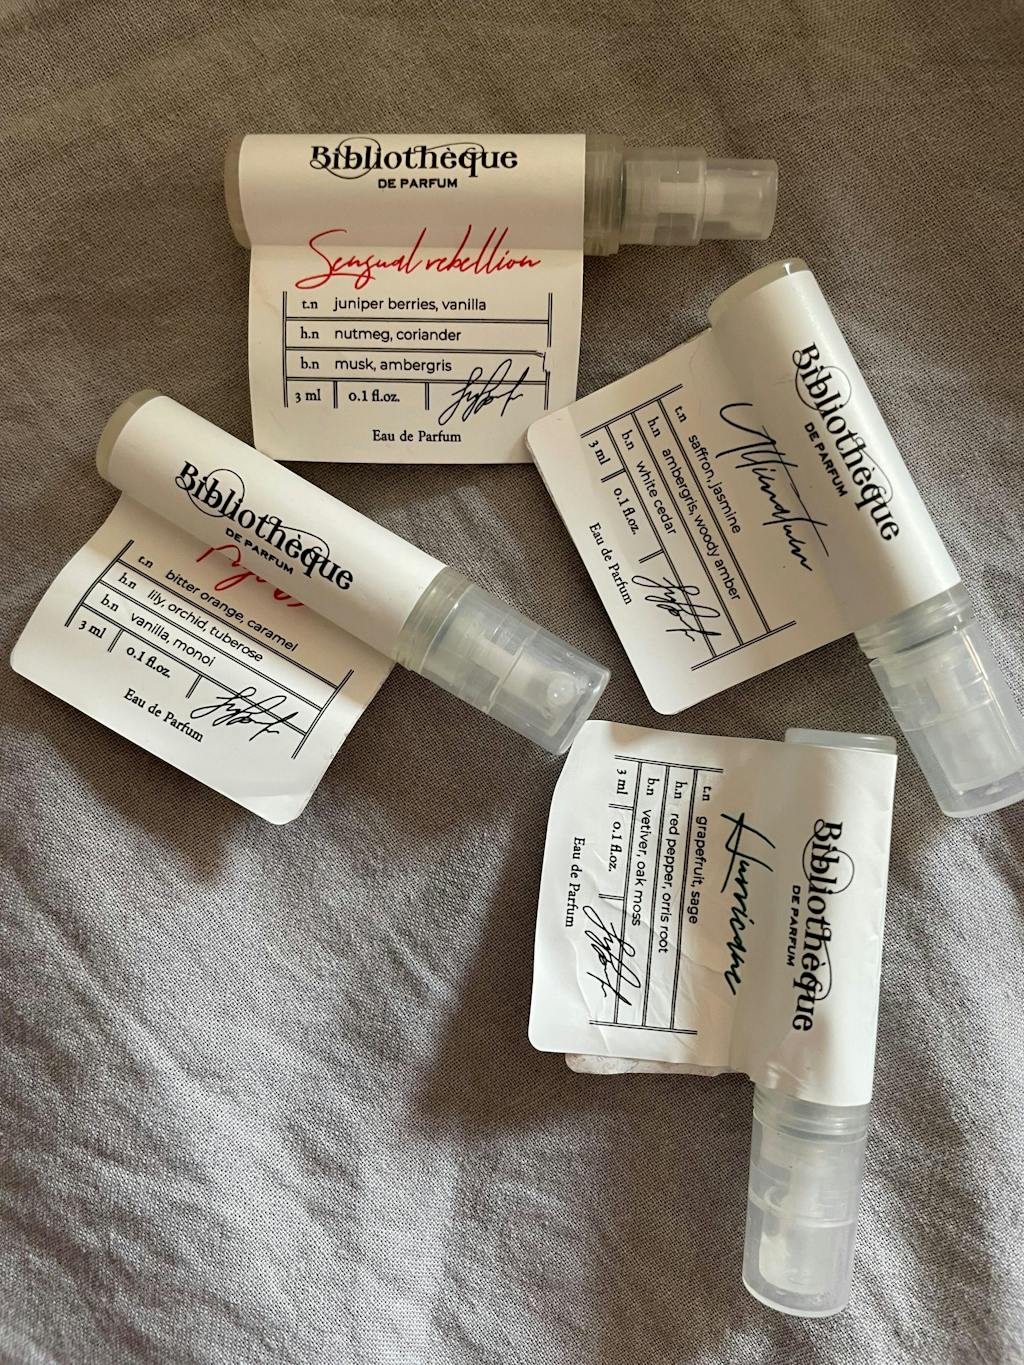 Bibliothèque
DE PARFUM
Sensual rebellion
t.n juniper berries, vanilla
h.n nutmeg, coriander
b.n musk, ambergris
3 ml 0.1 fl.oz.
Eau de Parfum
Bibliothèque
DE PARFUM
Ultimatum
t.n saffron, jasmine
h.n ambergris, woody amber
b.n white cedar
3 ml 0.1 fl.oz.
Eau de Parfum
Bibliothèque
DE PARFUM
t.n bitter orange, caramel
h.n lily, orchid, tuberose
b.n vanilla, monoi
3 ml 0.1 fl.oz.
Eau de Parfum
Bibliothèque
DE PARFUM
Hurricane
t.n grapefruit, sage
h.n red pepper, orris root
b.n vetiver, oak moss
3 ml 0.1 fl.oz.
Eau de Parfum